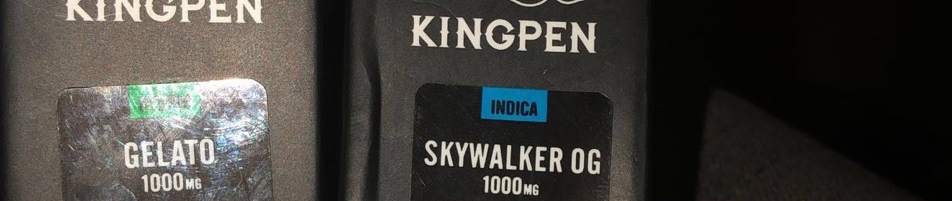 KINGPEN
GELATO
1000MG
KINGPEN
INDICA
SKYWALKER OG
1000MG